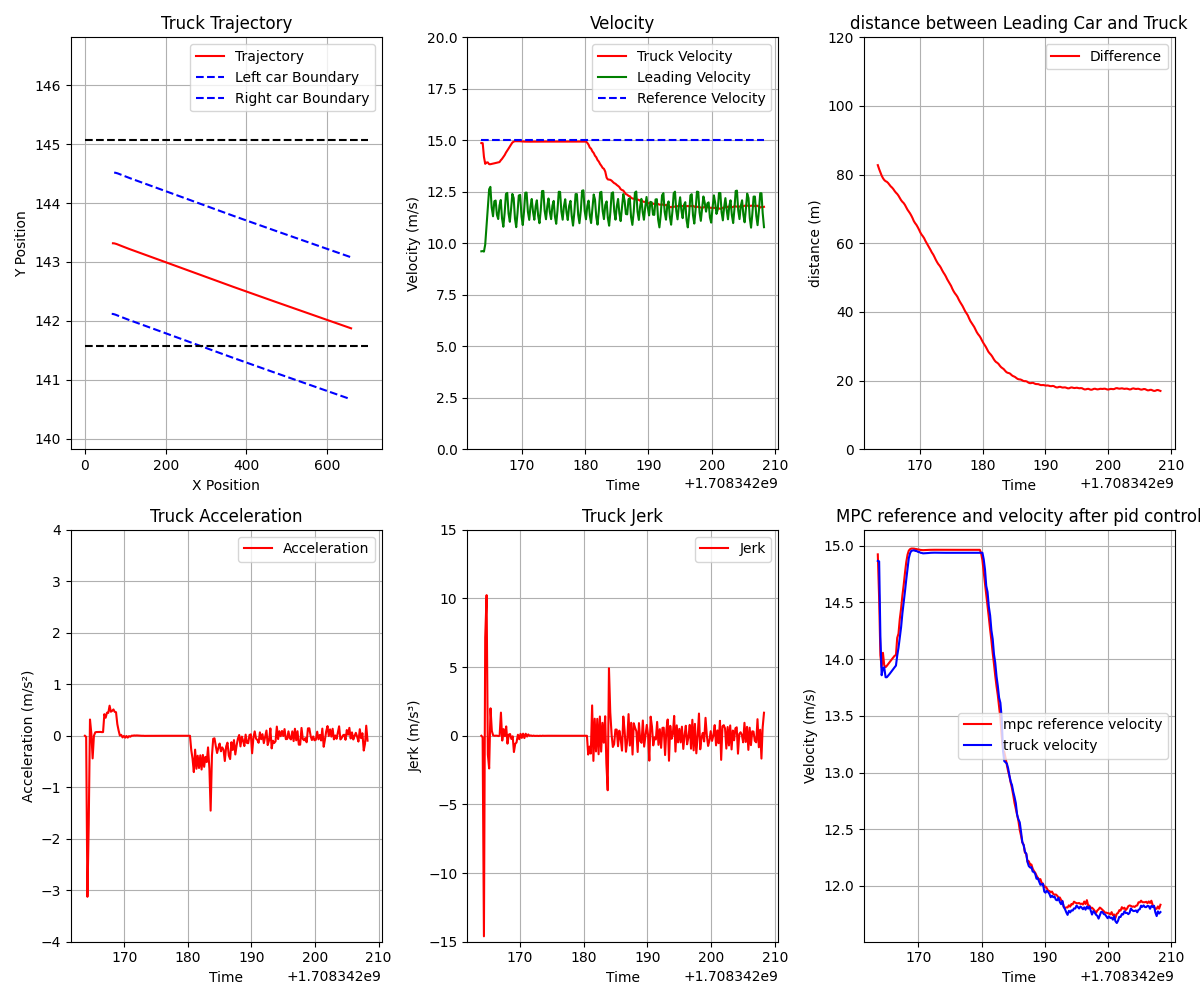 Truck Trajectory
Trajectory
Left car Boundary
Right car Boundary
146
145
144
143
142
141
140
0 200 400 600
X Position
Y Position
Velocity
Truck Velocity
Leading Velocity
Reference Velocity
20.0
17.5
15.0
12.5
10.0
7.5
5.0
2.5
0.0
170 180 190 200 210
Time
+1.708342e9
Velocity (m/s)
distance between Leading Car and Truck
Difference
120
100
80
60
40
20
0
170 180 190 200 210
Time
+1.708342e9
distance (m)
Truck Acceleration
Acceleration
4
3
2
1
0
−1
−2
−3
−4
170 180 190 200 210
Time
+1.708342e9
Acceleration (m/s²)
Truck Jerk
Jerk
15
10
5
0
−5
−10
−15
170 180 190 200 210
Time
+1.708342e9
Jerk (m/s³)
MPC reference and velocity after pid control
mpc reference velocity
truck velocity
15.0
14.5
14.0
13.5
13.0
12.5
12.0
170 180 190 200 210
Time
+1.708342e9
Velocity (m/s)